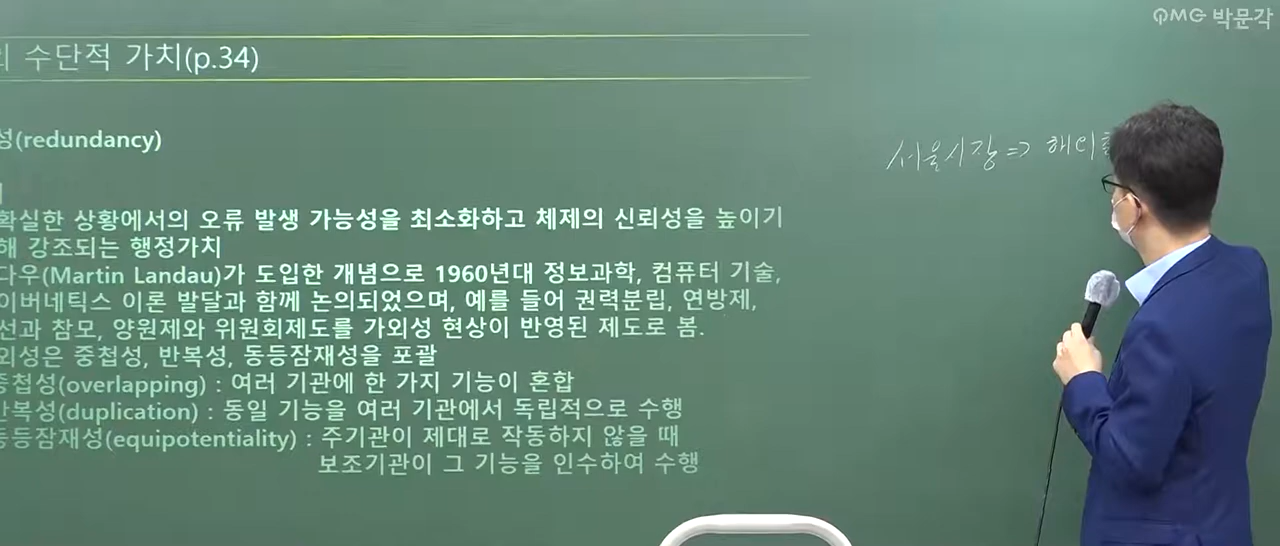 PMG 박문각
수단적 가치(p.34)
성(redundancy)
서울시장 ⇒ 해외
확실한 상황에서의 오류 발생 가능성을 최소화하고 체제의 신뢰성을 높이기
해 강조되는 행정가치
다우(Martin Landau)가 도입한 개념으로 1960년대 정보과학, 컴퓨터 기술,
이버네틱스 이론 발달과 함께 논의되었으며, 예를 들어 권력분립, 연방제,
선과 참모, 양원제와 위원회제도를 가외성 현상이 반영된 제도로 봄.
외성은 중첩성, 반복성, 동등잠재성을 포괄
중첩성(overlapping) : 여러 기관에 한 가지 기능이 혼합
반복성(duplication) : 동일 기능을 여러 기관에서 독립적으로 수행
동등잠재성(equipotentiality) : 주기관이 제대로 작동하지 않을 때
보조기관이 그 기능을 인수하여 수행